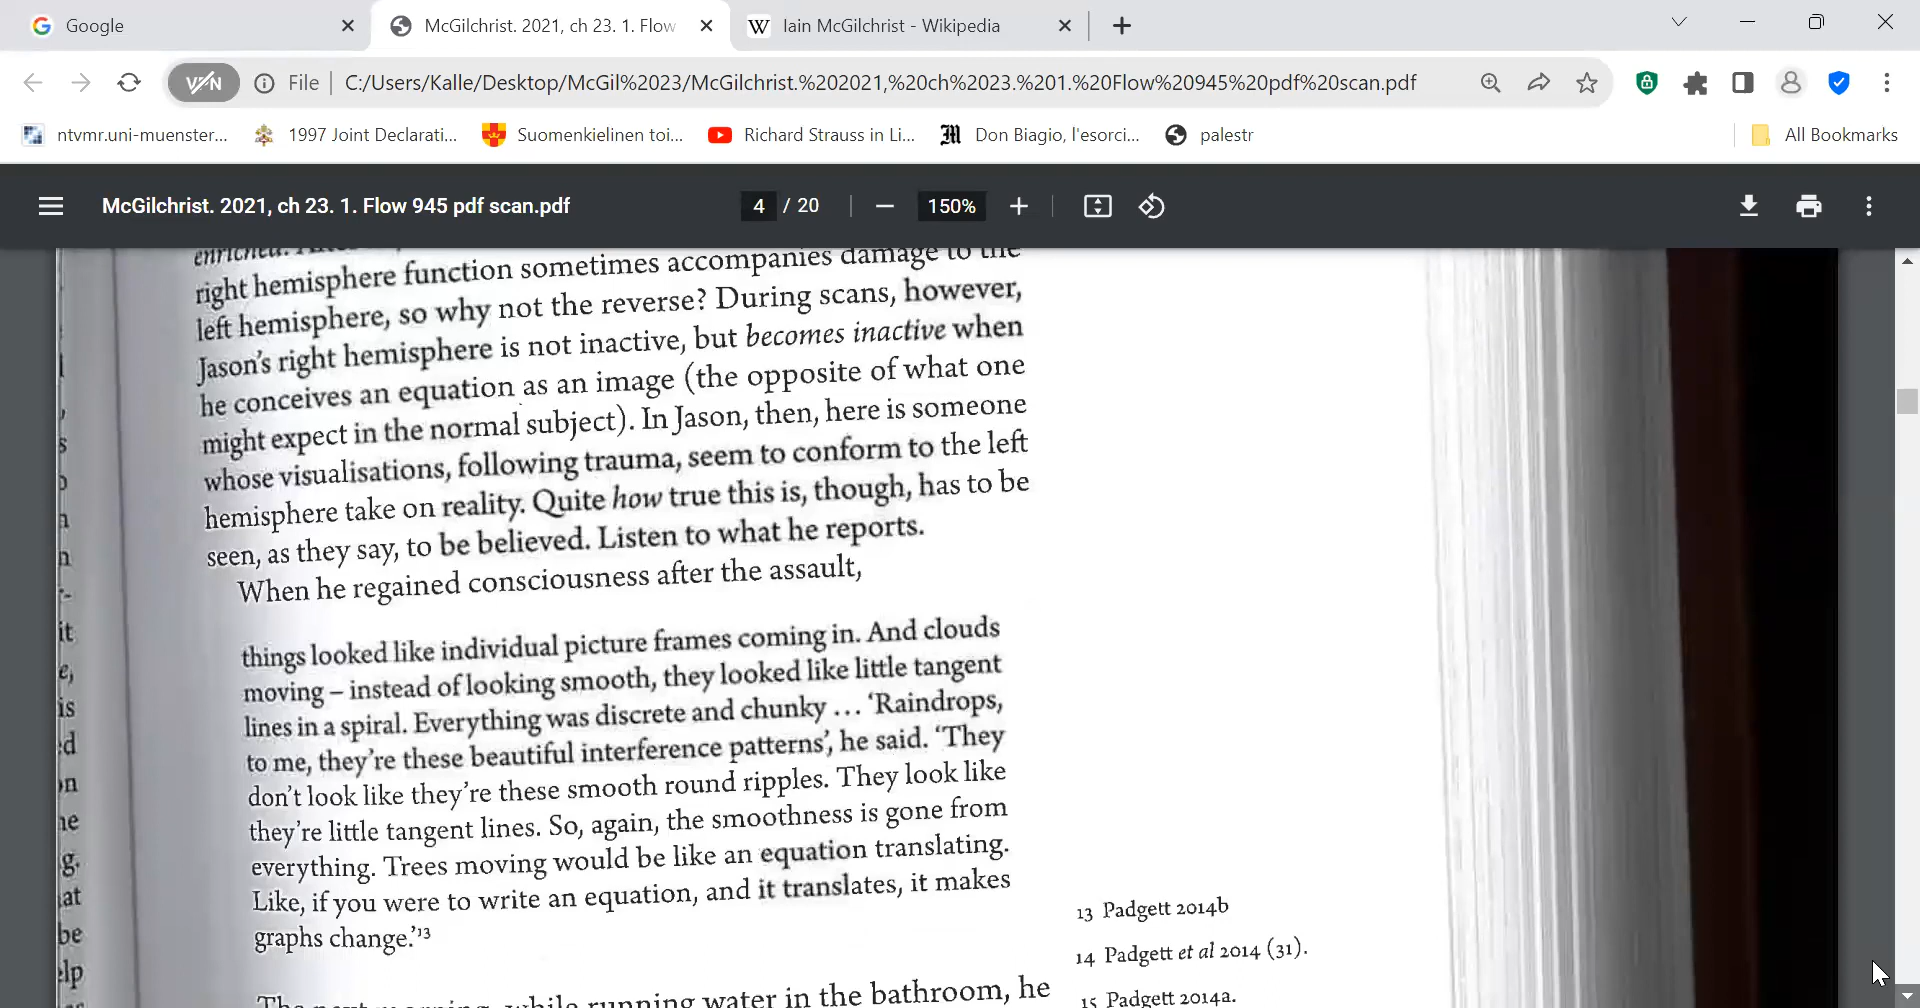 Google
McGilchrist. 2021, ch 23. 1. Flow
Iain McGilchrist - Wikipedia
VPN
File
C:/Users/Kalle/Desktop/McGil%2023/McGilchrist.%202021,%20ch%2023.%201.%20Flow%20945%20pdf%20scan.pdf
ntvmr.uni-muenster...
1997 Joint Declarati...
Suomenkielinen toi...
Richard Strauss in Li...
Don Biagio, l'esorci...
palestr
All Bookmarks
McGilchrist. 2021, ch 23. 1. Flow 945 pdf scan.pdf
4 / 20
150%
enriched.
right hemisphere function sometimes accompanies damage to the
left hemisphere, so why not the reverse? During scans, however,
Jason's right hemisphere is not inactive, but becomes inactive when
he conceives an equation as an image (the opposite of what one
might expect in the normal subject). In Jason, then, here is someone
whose visualisations, following trauma, seem to conform to the left
hemisphere take on reality. Quite how true this is, though, has to be
seen, as they say, to be believed. Listen to what he reports.
When he regained consciousness after the assault,
things looked like individual picture frames coming in. And clouds
moving – instead of looking smooth, they looked like little tangent
lines in a spiral. Everything was discrete and chunky … ‘Raindrops,
to me, they’re these beautiful interference patterns’, he said. ‘They
don’t look like they’re these smooth round ripples. They look like
they’re little tangent lines. So, again, the smoothness is gone from
everything. Trees moving would be like an equation translating.
Like, if you were to write an equation, and it translates, it makes
graphs change.’13
The next morning, while running water in the bathroom, he
13 Padgett 2014b
14 Padgett et al 2014 (31).
15 Padgett 2014a.